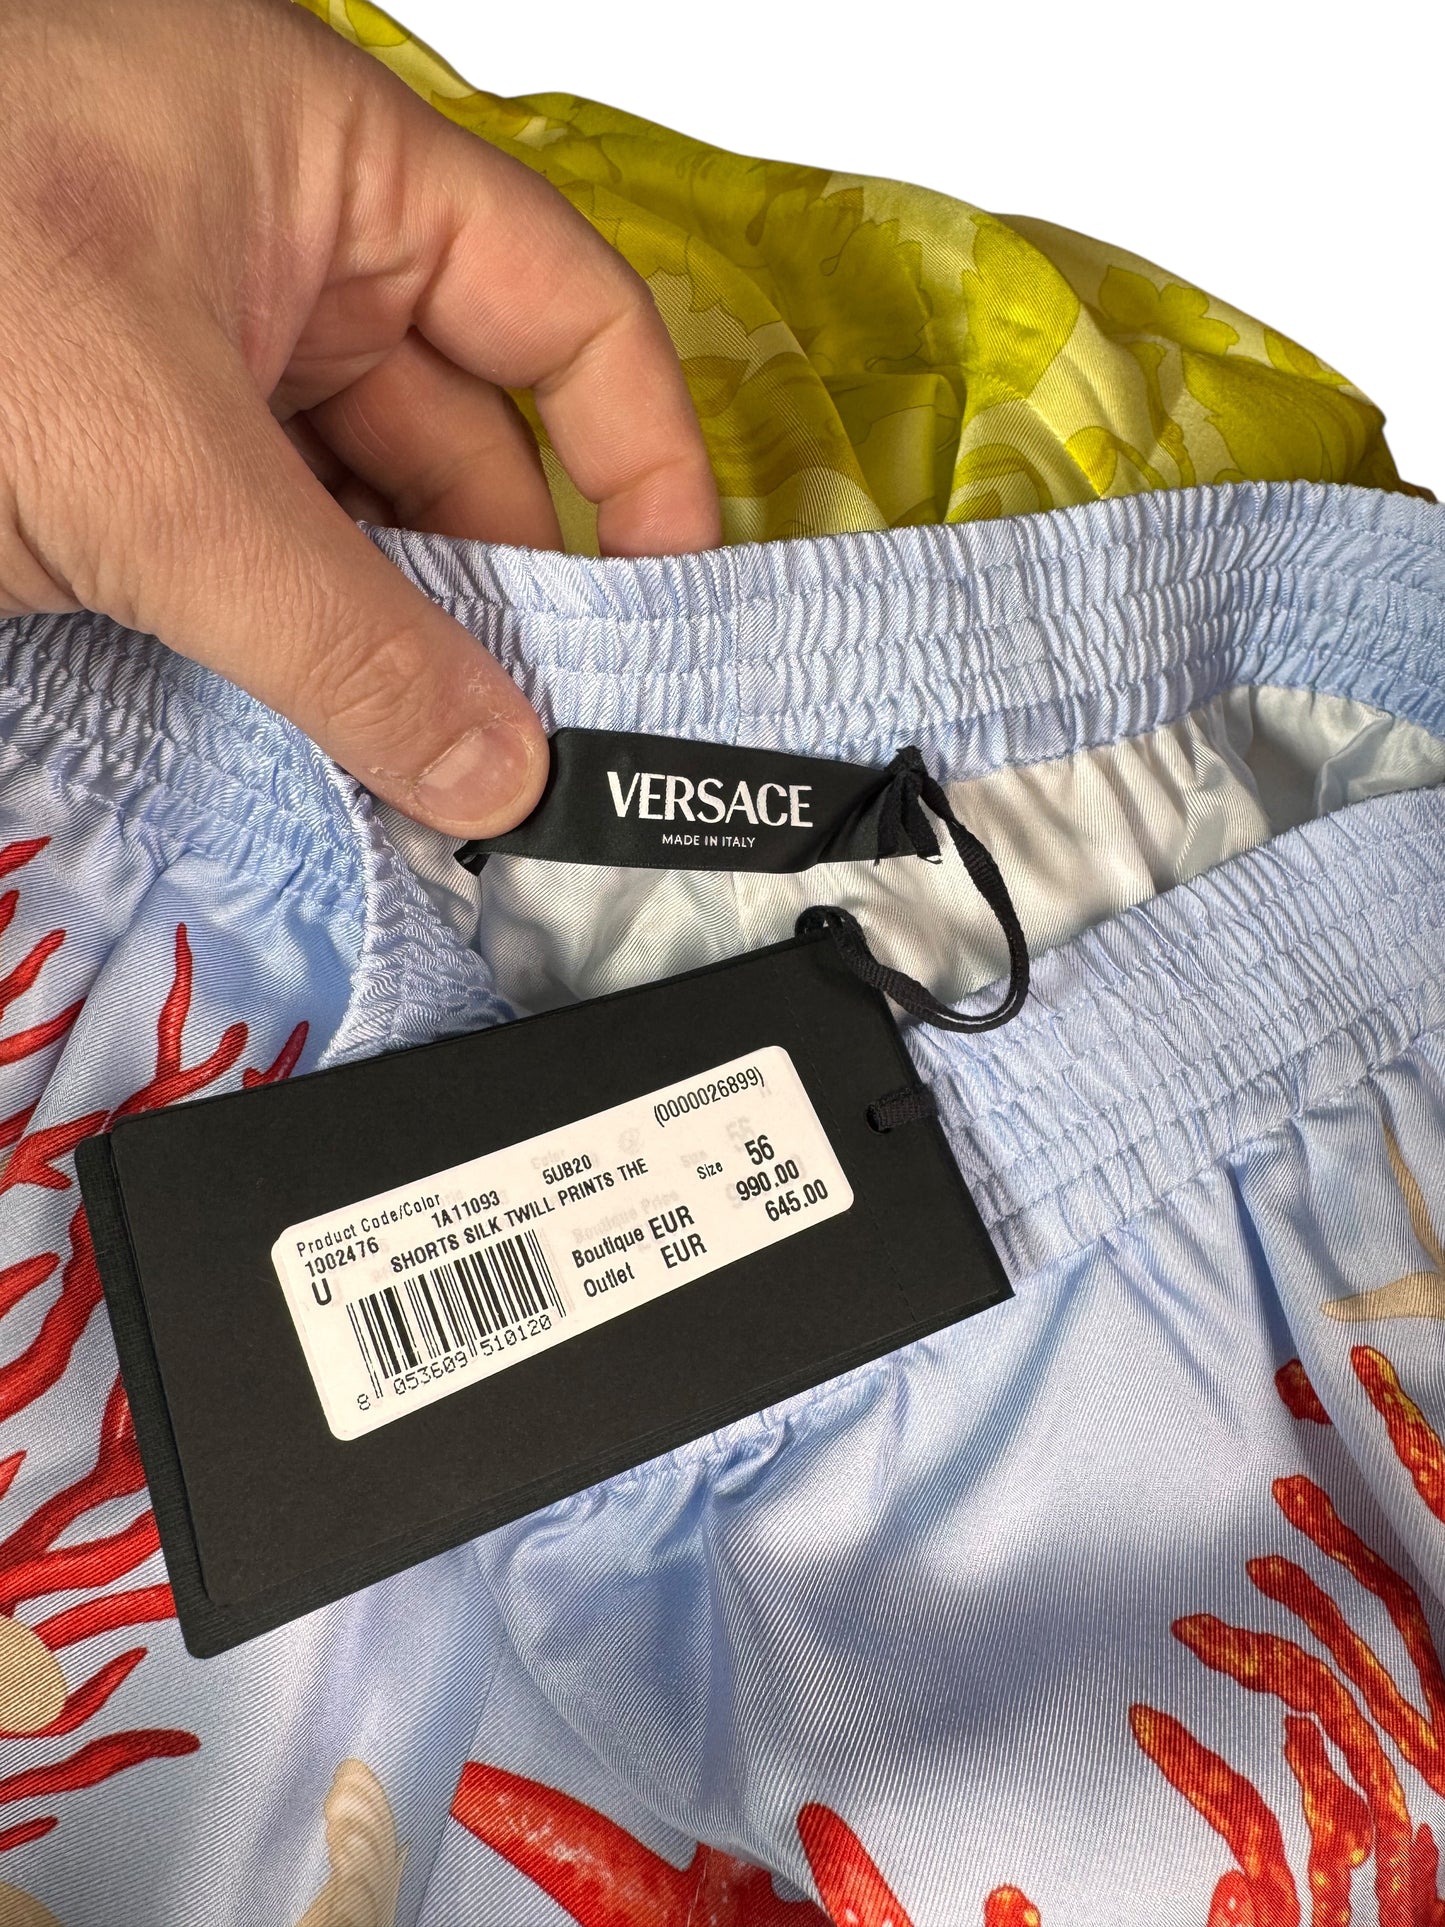 VERSACE
MADE IN ITALY
(0000026899)
Product Code/Color
1002476 1A11093 5UB20 Size 56
U SHORTS SILK TWILL PRINTS THE
Boutique EUR 990.00
Outlet EUR 645.00
8 053609 510120